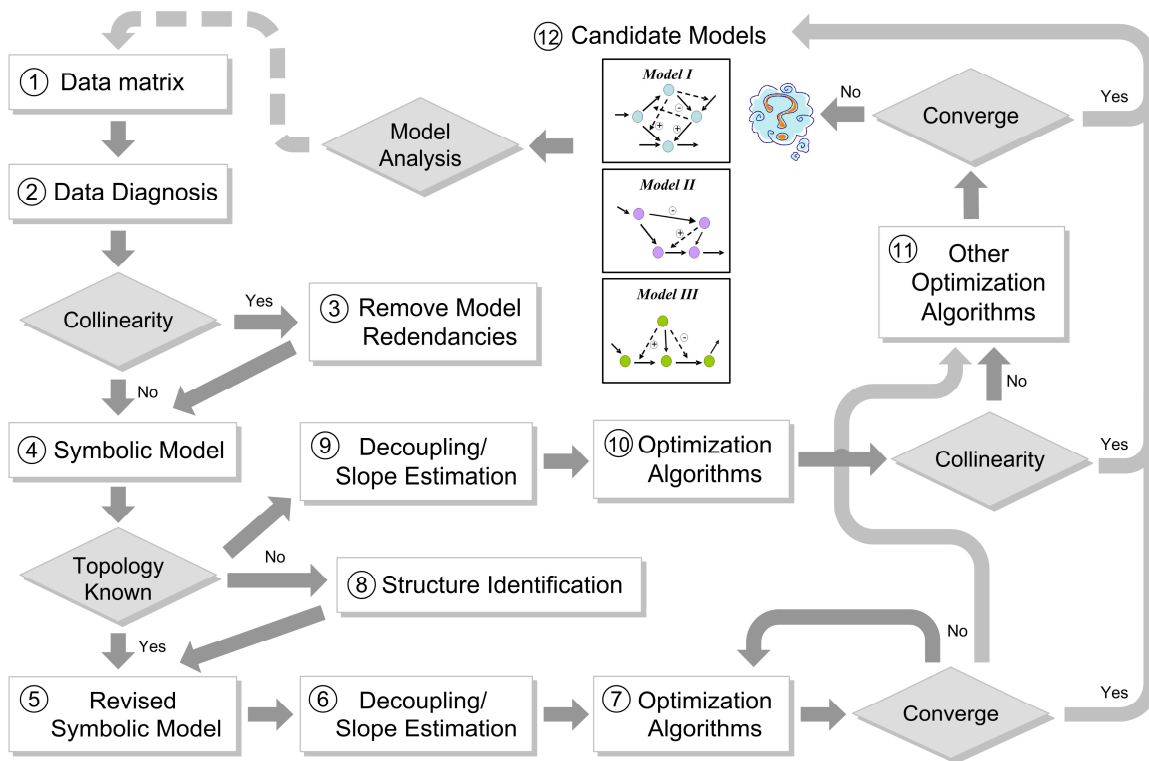 ① Data matrix
② Data Diagnosis
Collinearity
Yes
③ Remove Model
Redendancies
No
④ Symbolic Model
Topology
Known
No
⑧ Structure Identification
Yes
⑤ Revised
Symbolic Model
⑥ Decoupling/
Slope Estimation
⑦ Optimization
Algorithms
Converge
No
Yes
⑨ Decoupling/
Slope Estimation
⑩ Optimization
Algorithms
Collinearity
Yes
No
⑪ Other
Optimization
Algorithms
Converge
Yes
No
?
⑫ Candidate Models
Model I
-
+
+
Model II
-
+
Model III
+
-
Model
Analysis